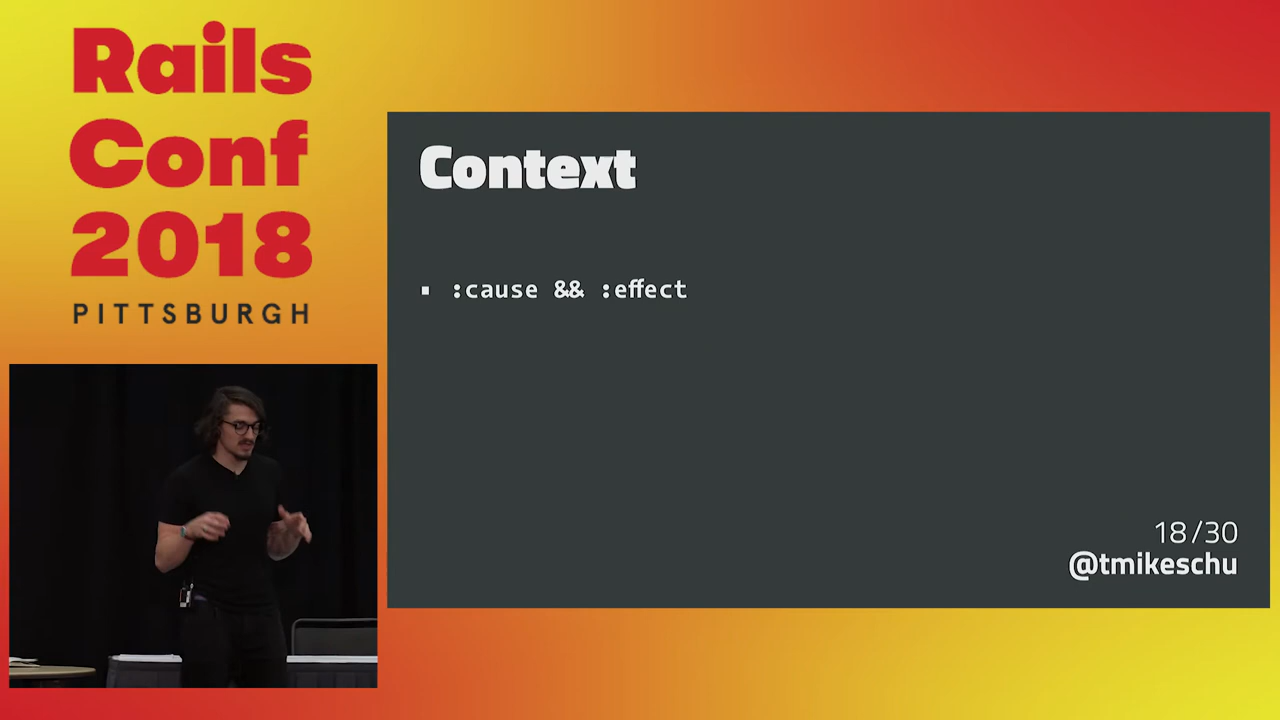 Rails
Conf
2018
PITTSBURGH
Context
▪ :cause && :effect
18/30
@tmikeschu